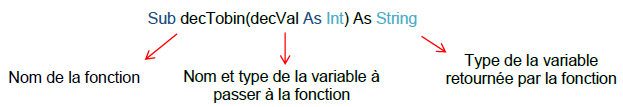 Sub decTobin(decVal As Int) As String
Nom de la fonction
Nom et type de la variable à
passer à la fonction
Type de la variable
retournée par la fonction